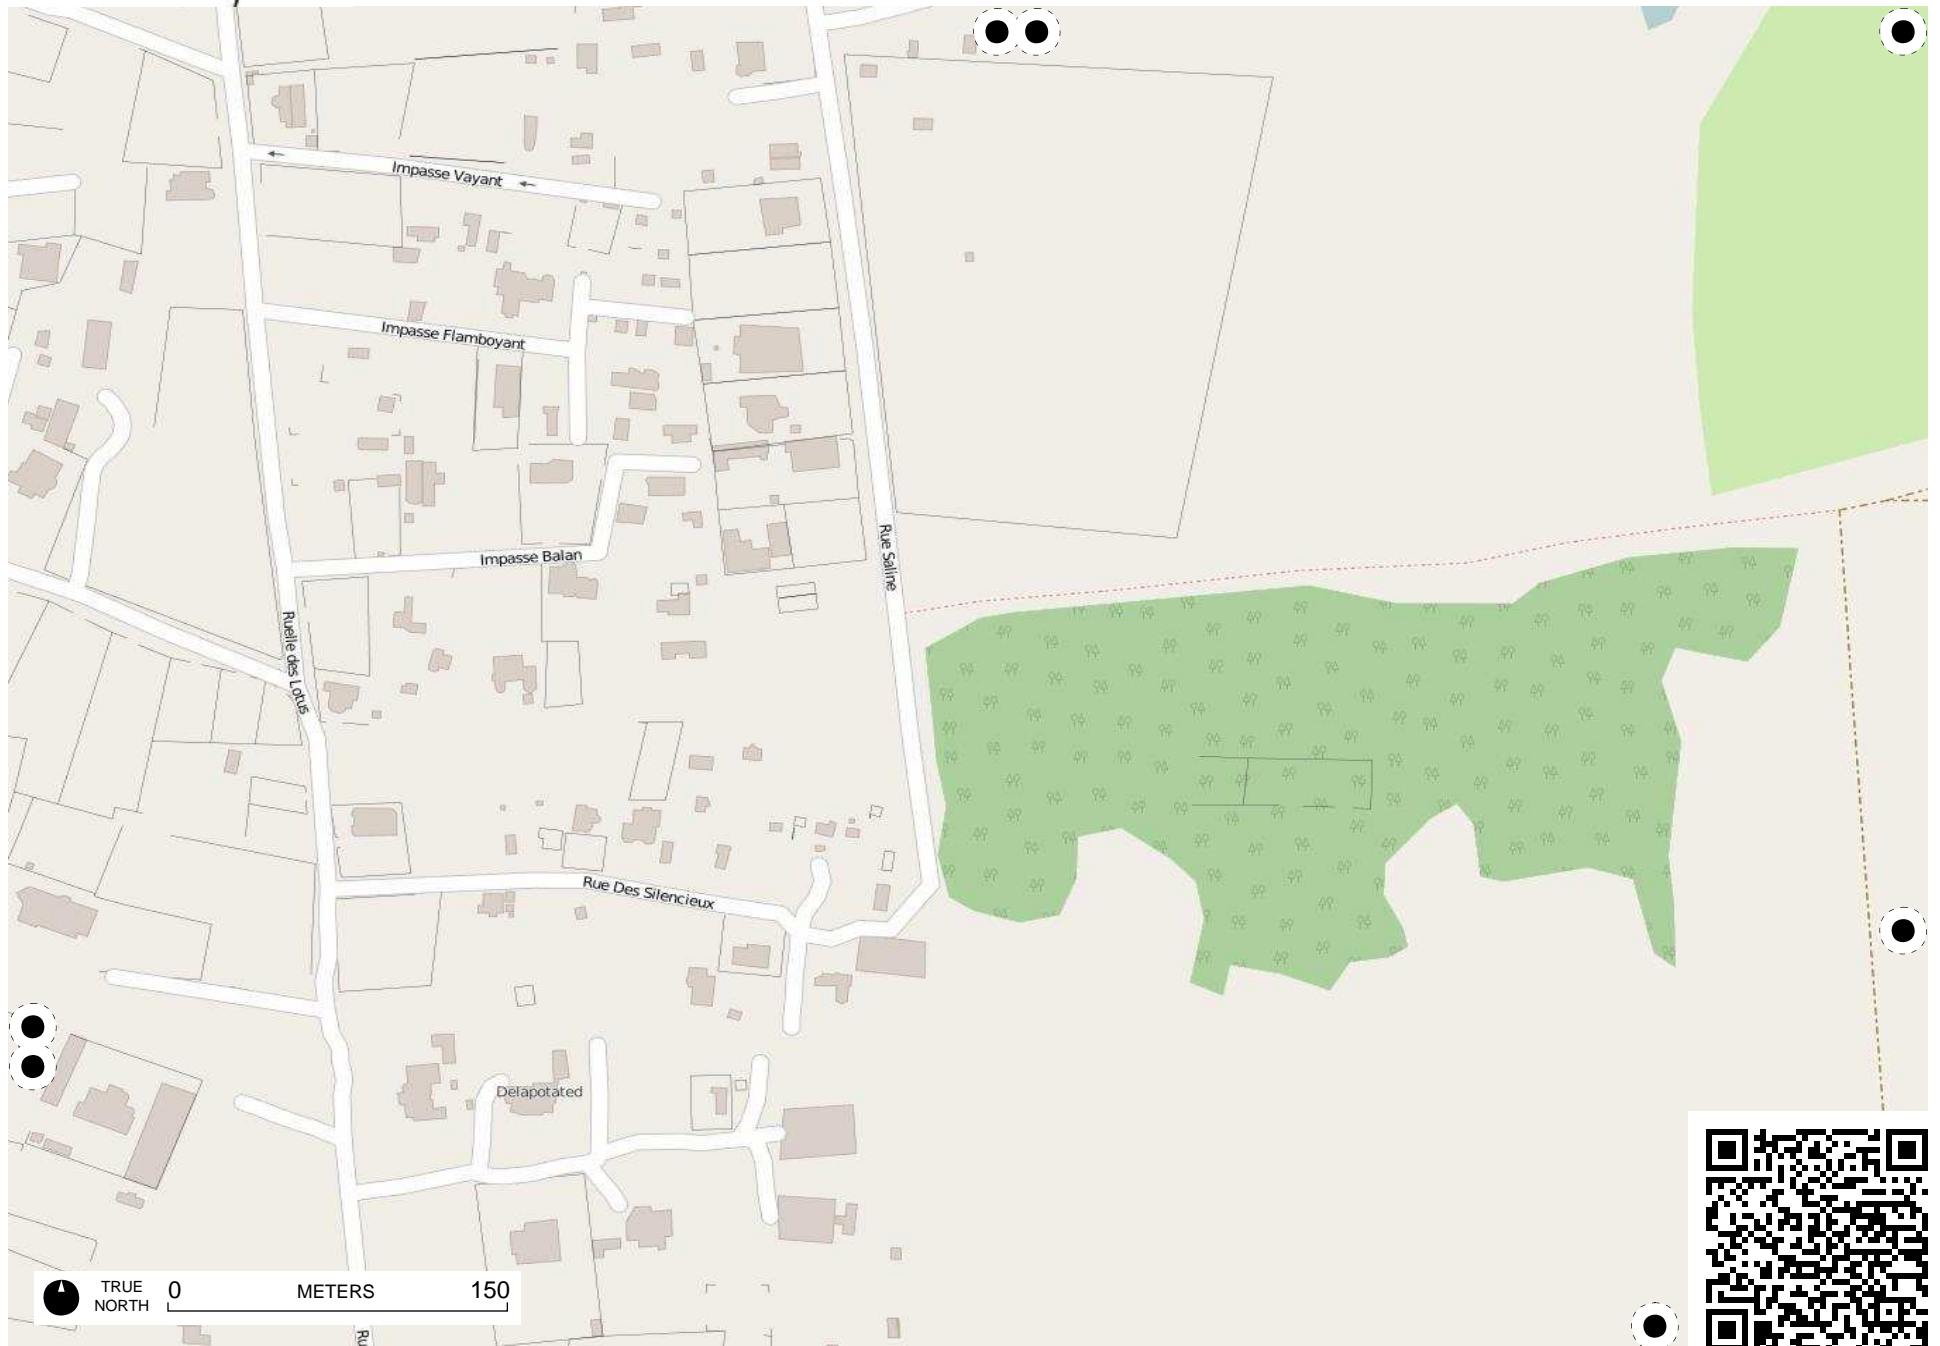 Impasse Vayant
Impasse Flamboyant
Rue Saline
Impasse Balan
Ruelle des Lotus
Rue Des Silencieux
Delapotated
TRUE
NORTH
0 METERS 150
Ru